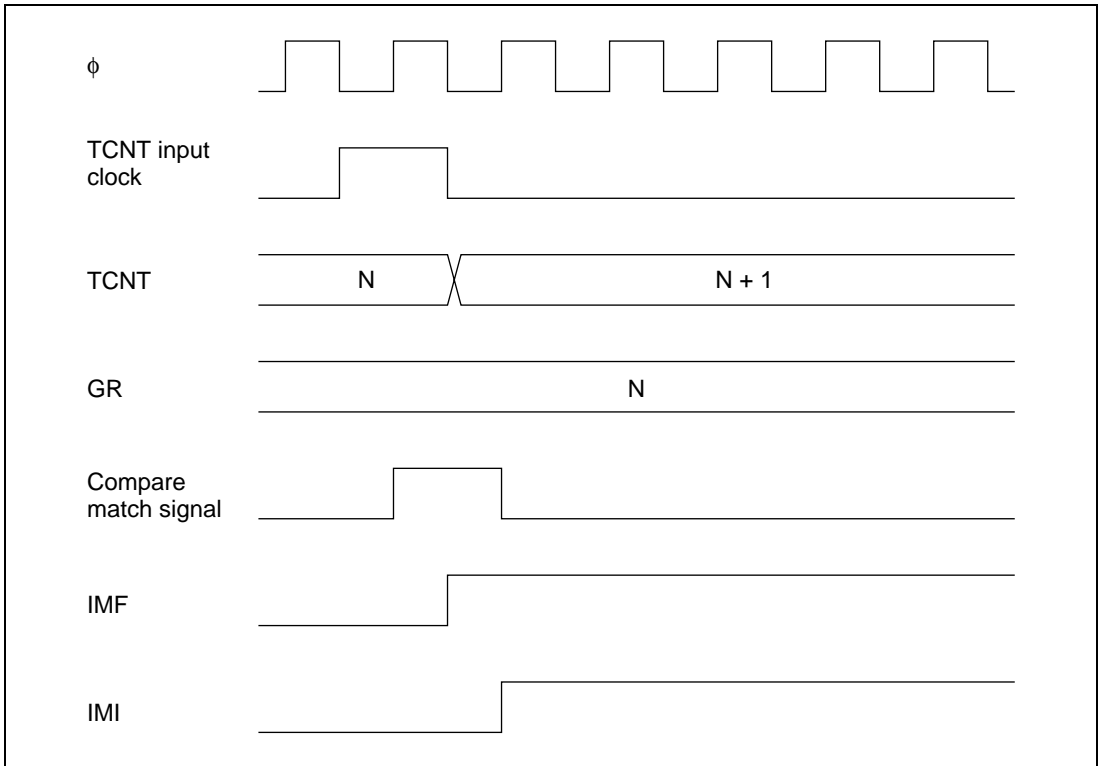 ϕ
TCNT input
clock
TCNT
N
N + 1
GR
N
Compare
match signal
IMF
IMI